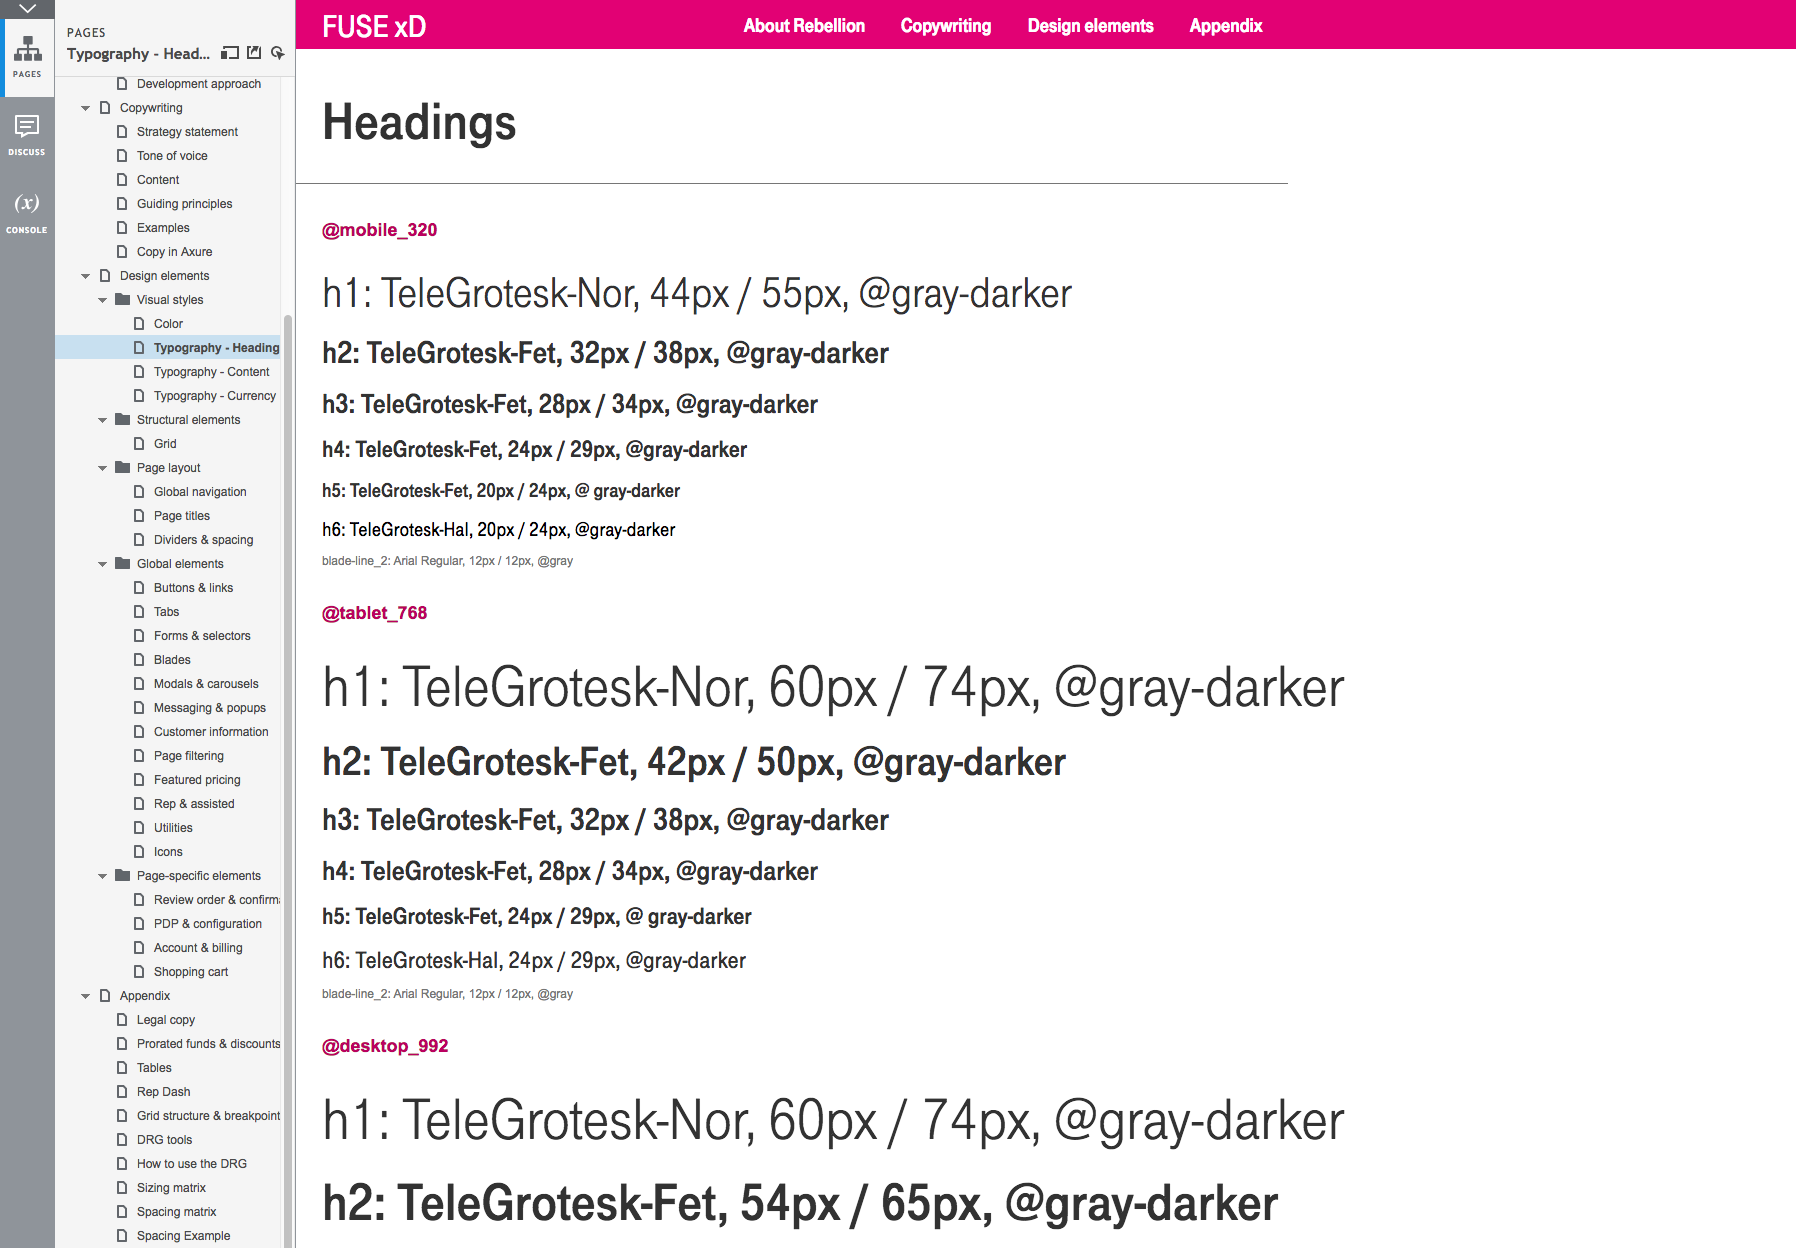 PAGES
DISCUSS
(x)
CONSOLE
PAGES
Typography - Head...
Development approach
Copywriting
Strategy statement
Tone of voice
Content
Guiding principles
Examples
Copy in Axure
Design elements
Visual styles
Color
Typography - Heading
Typography - Content
Typography - Currency
Structural elements
Grid
Page layout
Global navigation
Page titles
Dividers & spacing
Global elements
Buttons & links
Tabs
Forms & selectors
Blades
Modals & carousels
Messaging & popups
Customer information
Page filtering
Featured pricing
Rep & assisted
Utilities
Icons
Page-specific elements
Review order & confirm
PDP & configuration
Account & billing
Shopping cart
Appendix
Legal copy
Prorated funds & discounts
Tables
Rep Dash
Grid structure & breakpoint
DRG tools
How to use the DRG
Sizing matrix
Spacing matrix
Spacing Example
FUSE xD
About Rebellion Copywriting Design elements Appendix
Headings
@mobile_320
h1: TeleGrotesk-Nor, 44px / 55px, @gray-darker
h2: TeleGrotesk-Fet, 32px / 38px, @gray-darker
h3: TeleGrotesk-Fet, 28px / 34px, @gray-darker
h4: TeleGrotesk-Fet, 24px / 29px, @gray-darker
h5: TeleGrotesk-Fet, 20px / 24px, @ gray-darker
h6: TeleGrotesk-Hal, 20px / 24px, @gray-darker
blade-line_2: Arial Regular, 12px / 12px, @gray
@tablet_768
h1: TeleGrotesk-Nor, 60px / 74px, @gray-darker
h2: TeleGrotesk-Fet, 42px / 50px, @gray-darker
h3: TeleGrotesk-Fet, 32px / 38px, @gray-darker
h4: TeleGrotesk-Fet, 28px / 34px, @gray-darker
h5: TeleGrotesk-Fet, 24px / 29px, @ gray-darker
h6: TeleGrotesk-Hal, 24px / 29px, @gray-darker
blade-line_2: Arial Regular, 12px / 12px, @gray
@desktop_992
h1: TeleGrotesk-Nor, 60px / 74px, @gray-darker
h2: TeleGrotesk-Fet, 54px / 65px, @gray-darker